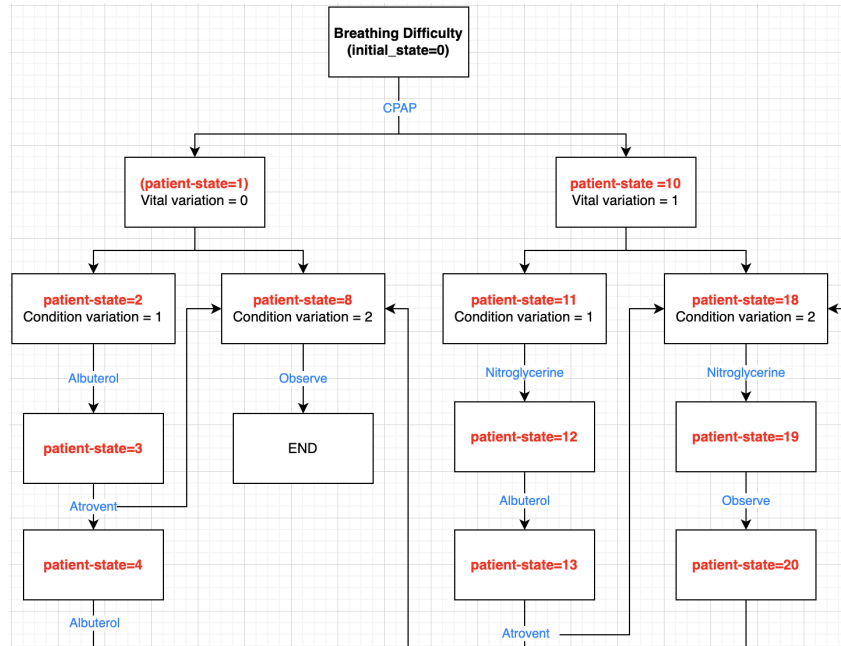 Breathing Difficulty
(initial_state=0)
CPAP
(patient-state=1)
Vital variation = 0
patient-state =10
Vital variation = 1
patient-state=2
Condition variation = 1
patient-state=8
Condition variation = 2
patient-state=11
Condition variation = 1
patient-state=18
Condition variation = 2
Albuterol
Observe
Nitroglycerine
Nitroglycerine
patient-state=3
END
patient-state=12
patient-state=19
Atrovent
Albuterol
Observe
patient-state=4
patient-state=13
patient-state=20
Albuterol
Atrovent